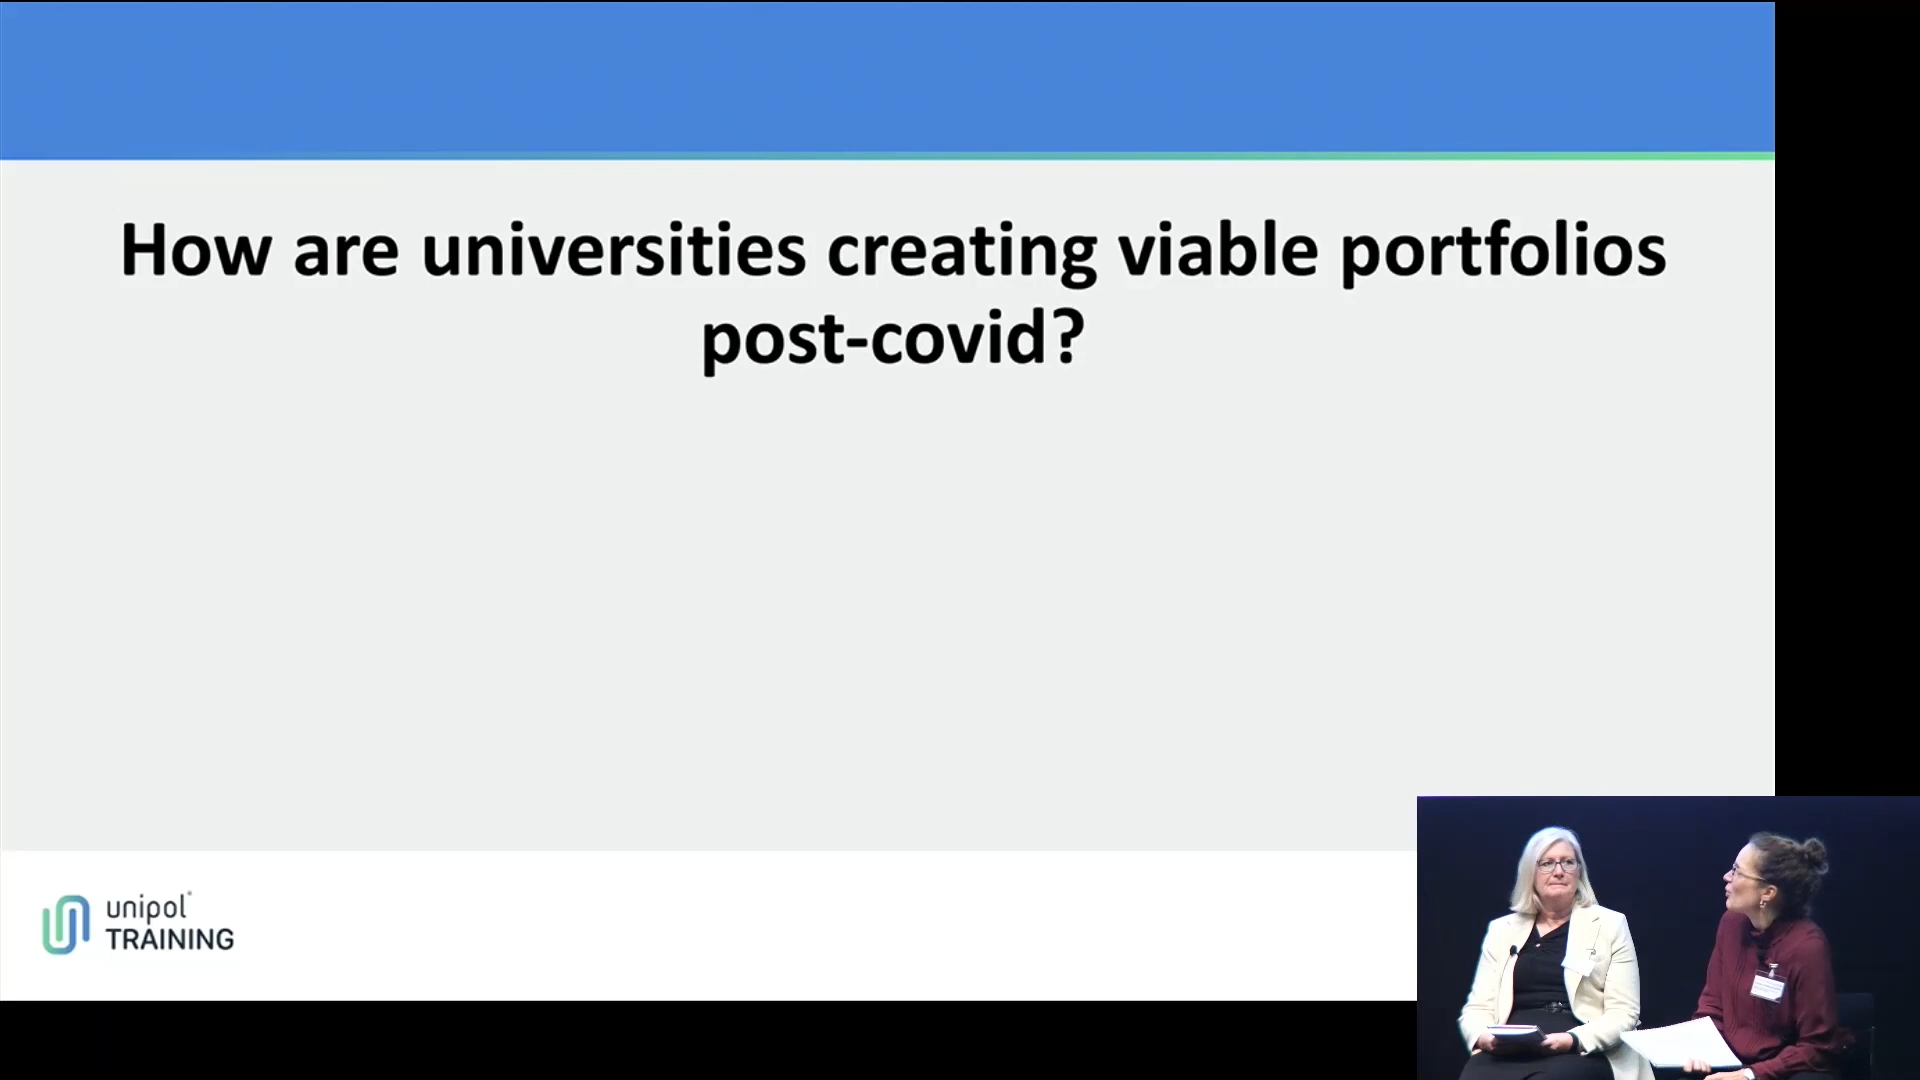 How are universities creating viable portfolios
post-covid?
unipol
TRAINING